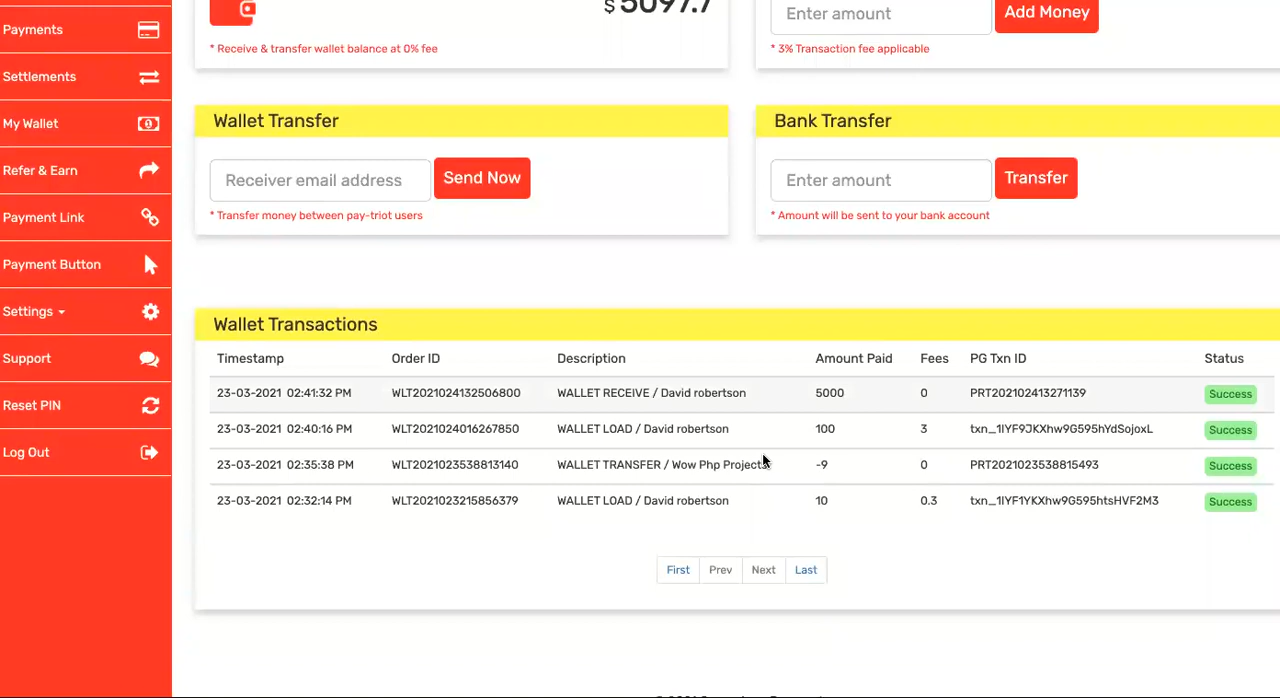 Payments
Settlements
My Wallet
Refer & Earn
Payment Link
Payment Button
Settings
Support
Reset PIN
Log Out
$ 5097.7
* Receive & transfer wallet balance at 0% fee
Enter amount Add Money
* 3% Transaction fee applicable
Wallet Transfer
Receiver email address Send Now
* Transfer money between pay-triot users
Bank Transfer
Enter amount Transfer
* Amount will be sent to your bank account
Wallet Transactions
Timestamp Order ID Description Amount Paid Fees PG Txn ID Status
23-03-2021 02:41:32 PM WLT2021024132506800 WALLET RECEIVE / David robertson 5000 0 PRT202102413271139 Success
23-03-2021 02:40:16 PM WLT2021024016267850 WALLET LOAD / David robertson 100 3 txn_1IYF9JKXhw9G595hYdSojoxL Success
23-03-2021 02:35:38 PM WLT2021023538813140 WALLET TRANSFER / Wow Php Projects -9 0 PRT2021023538815493 Success
23-03-2021 02:32:14 PM WLT2021023215856379 WALLET LOAD / David robertson 10 0.3 txn_1IYF1YKXhw9G595htsHVF2M3 Success
First Prev Next Last